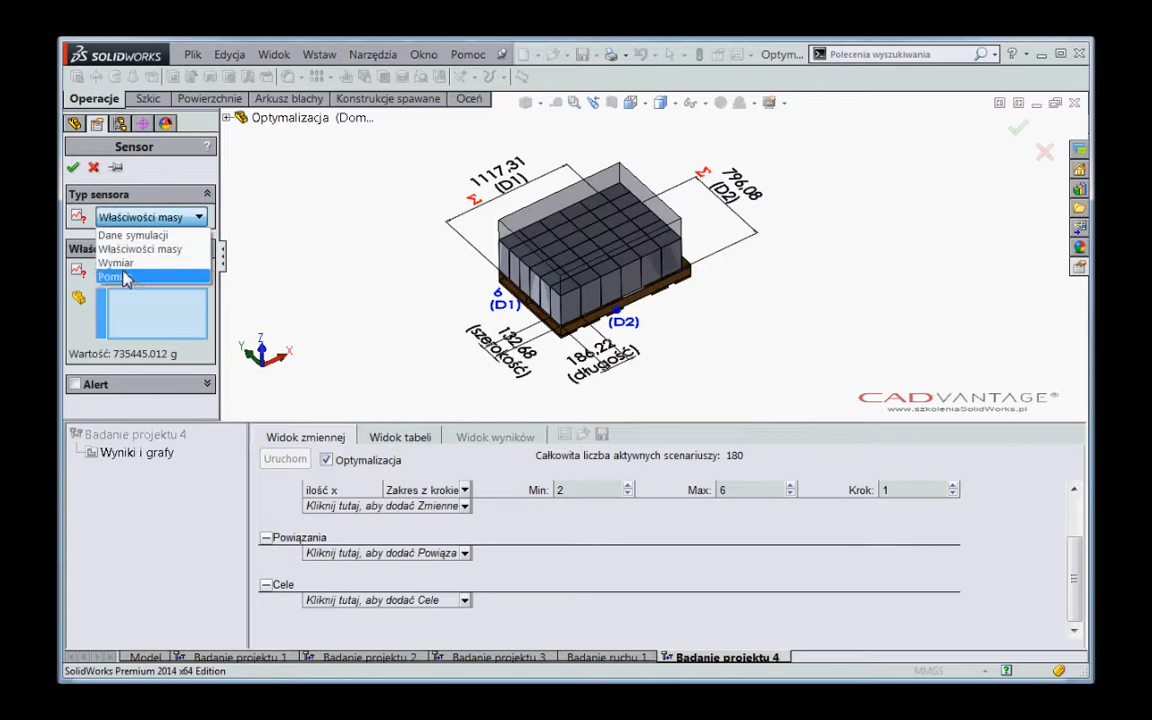 SOLIDWORKS Plik Edycja Widok Wstaw Narzędzia Okno Pomoc Optym... Polecenia wyszukiwania
Operacje Szkic Powierzchnie Arkusz blachy Konstrukcje spawane Oceń
Optymalizacja (Dom...
Sensor ?
Typ sensora
Właściwości masy
Dane symulacji
Właściwości masy
Wymiar
Wartość: 735445.012 g
Alert
1117,31
(D1)
Σ
796,08
(D2)
Σ
6
(D1)
(D2)
132,68
(szerokość)
186,22
(długość)
Z
Y
X
CADVANTAGE®
www.szkoleniaSolidWorks.pl
Badanie projektu 4
Wyniki i grafy
Widok zmiennej Widok tabeli Widok wyników
Uruchom Optymalizacja Całkowita liczba aktywnych scenariuszy: 180
ilość x Zakres z krokie Min: 2 Max: 6 Krok: 1
Kliknij tutaj, aby dodać Zmienne
Powiązania
Kliknij tutaj, aby dodać Powiąza
Cele
Kliknij tutaj, aby dodać Cele
Model Badanie projektu 1 Badanie projektu 2 Badanie projektu 3 Badanie ruchu 1 Badanie projektu 4
SolidWorks Premium 2014 x64 Edition MMGS